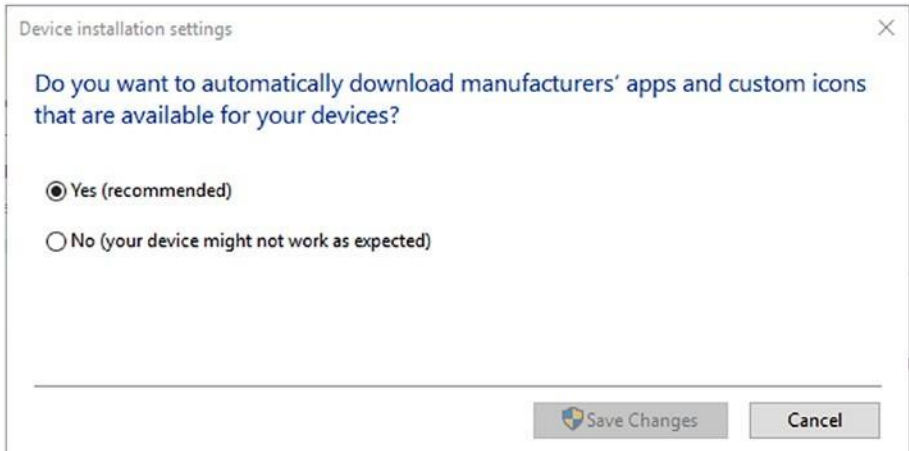 Device installation settings
Do you want to automatically download manufacturers’ apps and custom icons
that are available for your devices?
Yes (recommended)
No (your device might not work as expected)
Save Changes Cancel